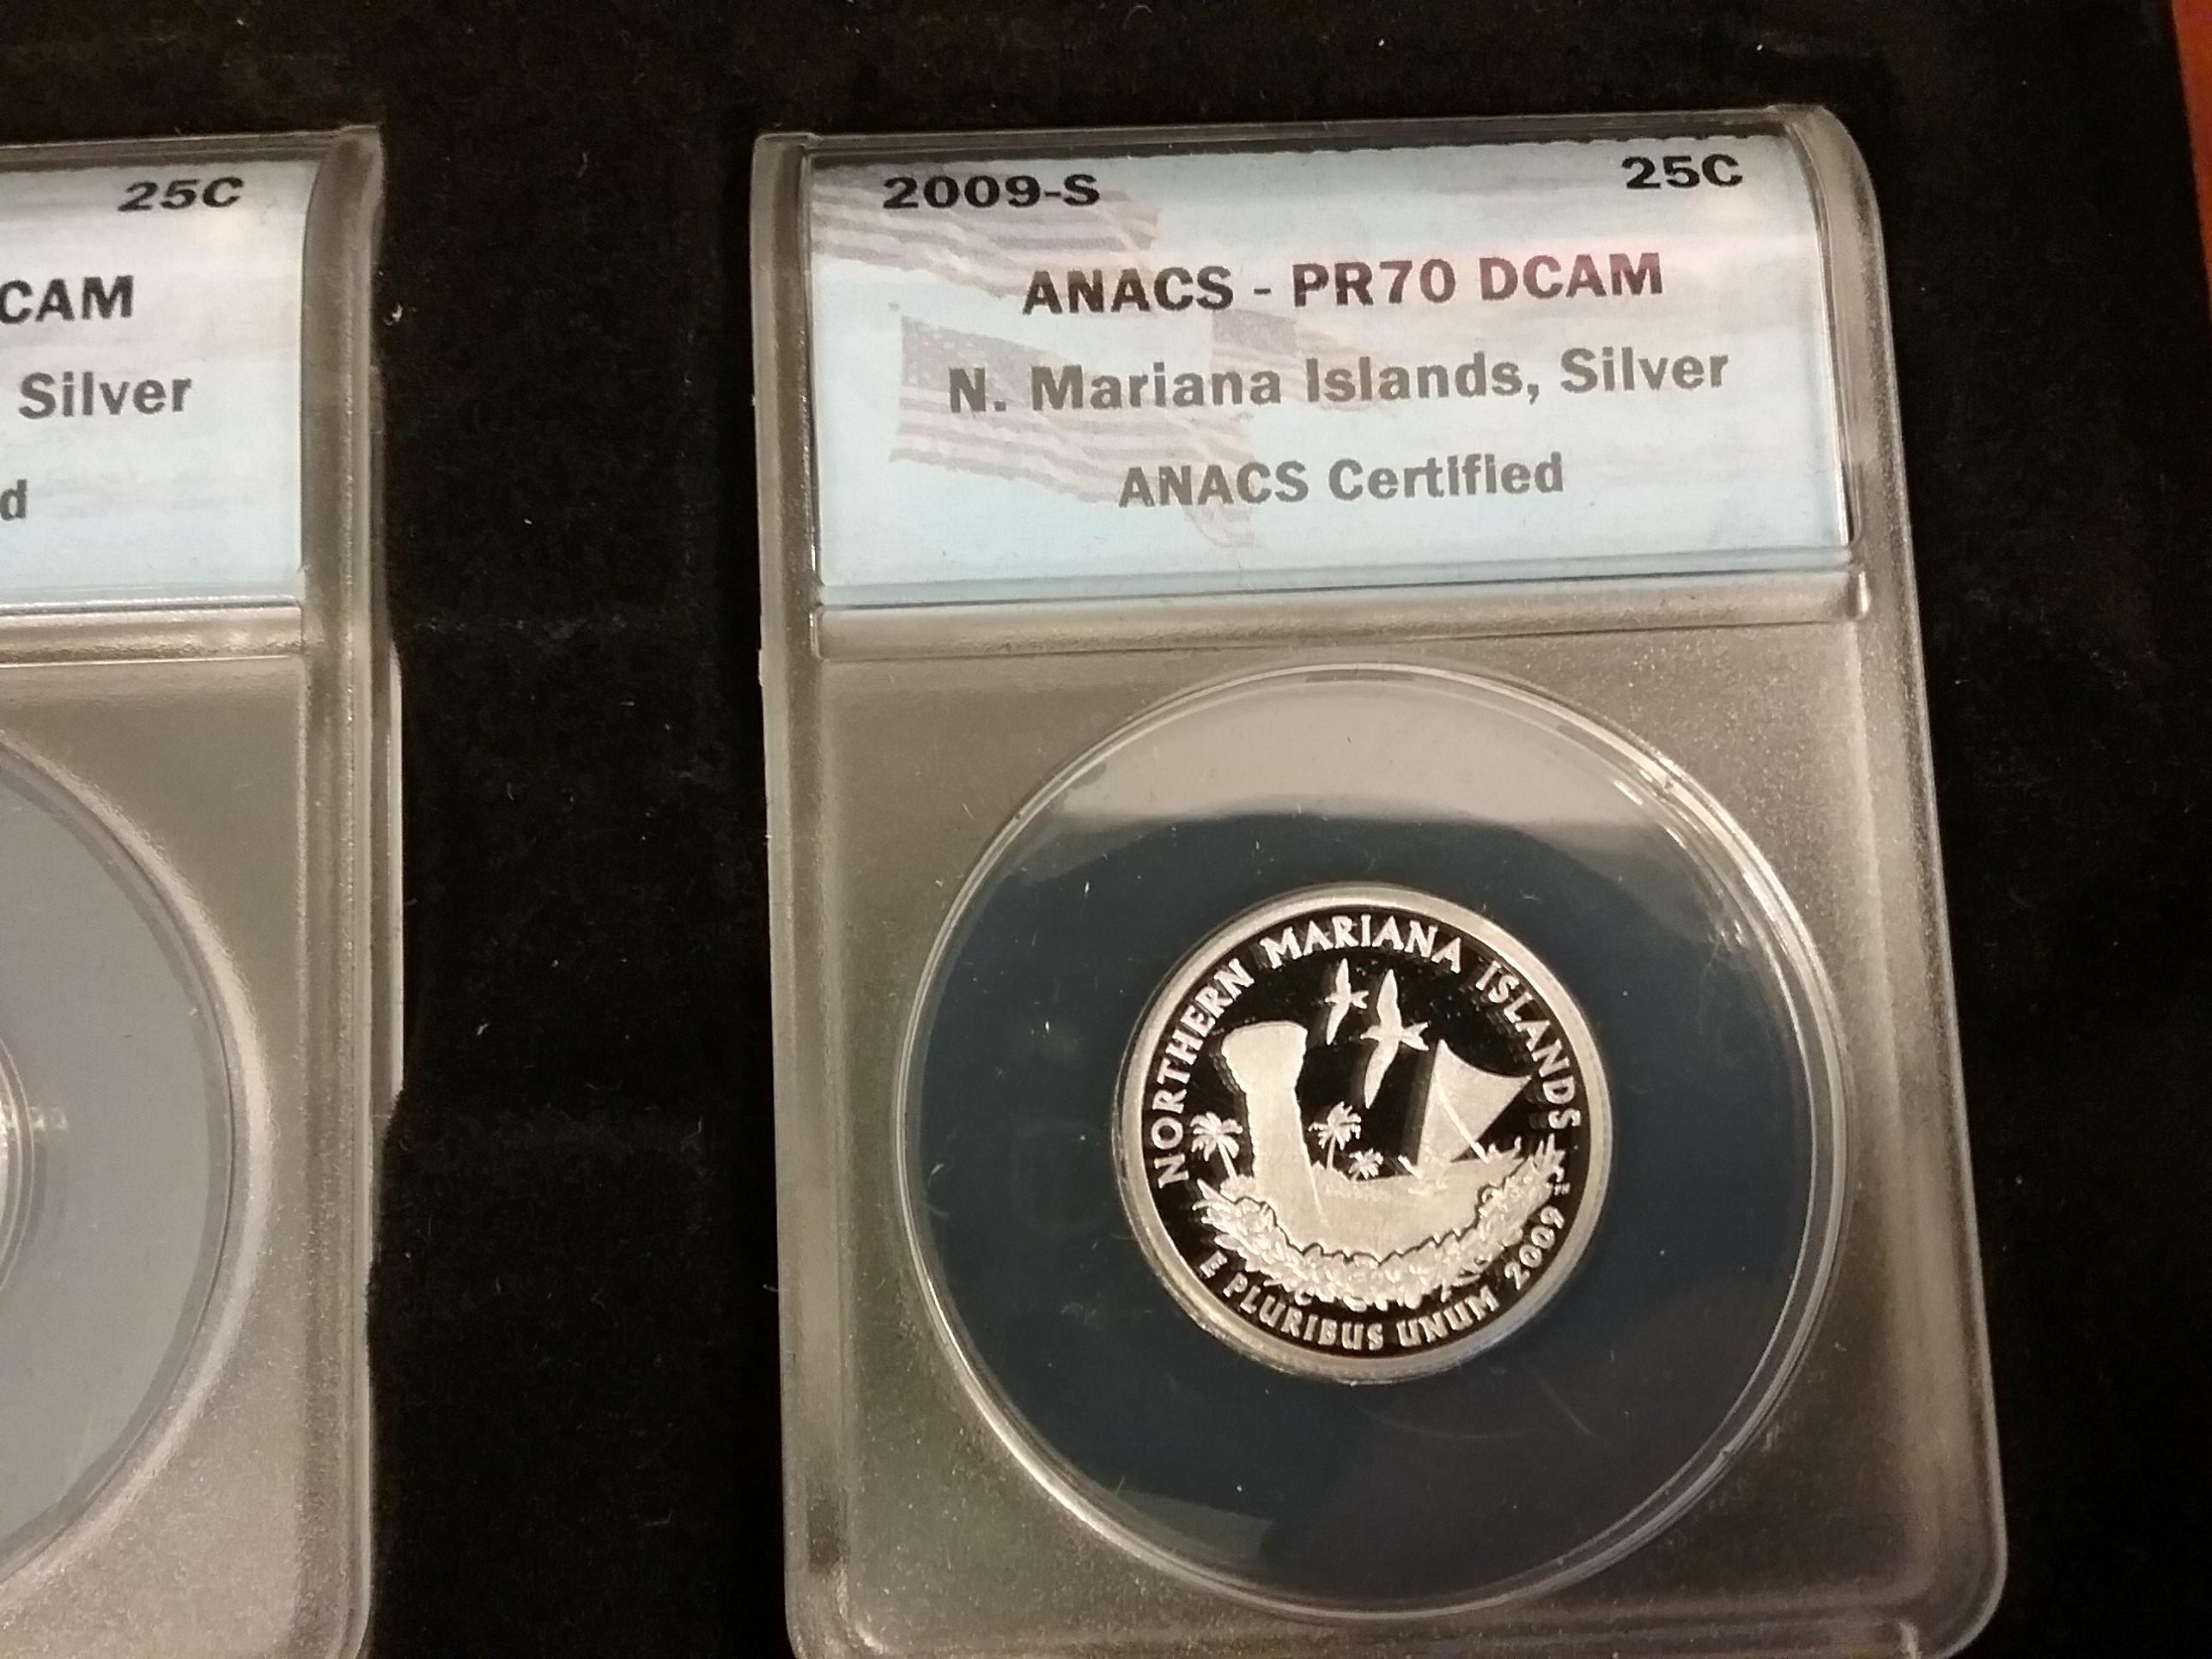 25C
CAM
Silver
d
2009-S 25C
ANACS - PR70 DCAM
N. Mariana Islands, Silver
ANACS Certified
NORTHERN MARIANA ISLANDS
E PLURIBUS UNUM 2009